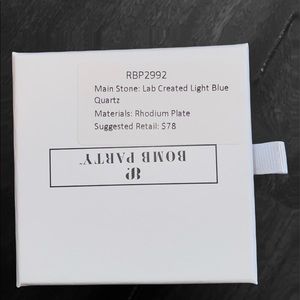 RBP2992
Main Stone: Lab Created Light Blue
Quartz
Materials: Rhodium Plate
Suggested Retail: $78
BOMB PARTY